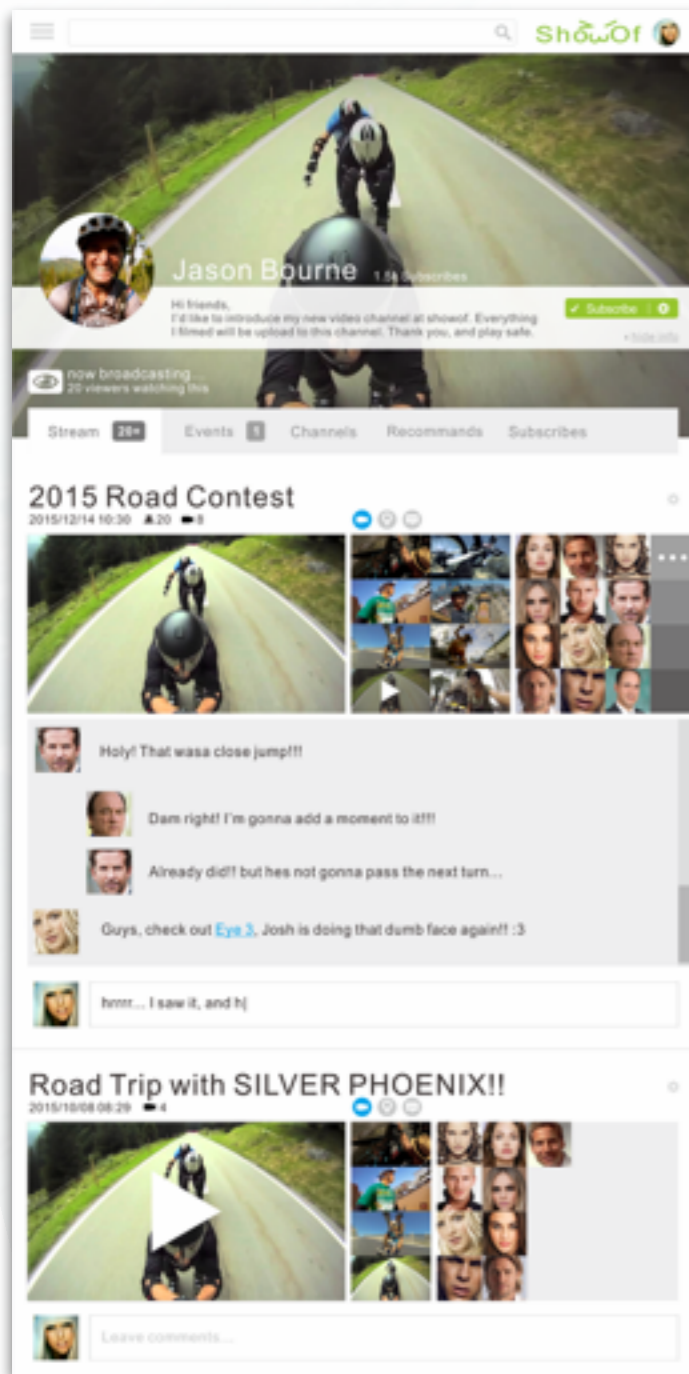 ShowOf
Jason Bourne 1.5k Subscribes
Hi friends,
I'd like to introduce my new video channel at showof. Everything
I filmed will be upload to this channel. Thank you, and play safe.
Subscribe
hide info
now broadcasting...
20 viewers watching this
Stream 20+ Events 1 Channels Recommands Subscribes
2015 Road Contest
2015/12/14 10:30 20 8
Holy! That wasa close jump!!!
Dam right! I'm gonna add a moment to it!!!
Already did!! but hes not gonna pass the next turn...
Guys, check out Eye 3, Josh is doing that dumb face again!! :3
hrrrr... I saw it, and h|
Road Trip with SILVER PHOENIX!!
2015/10/08 08:29 4
Leave comments...